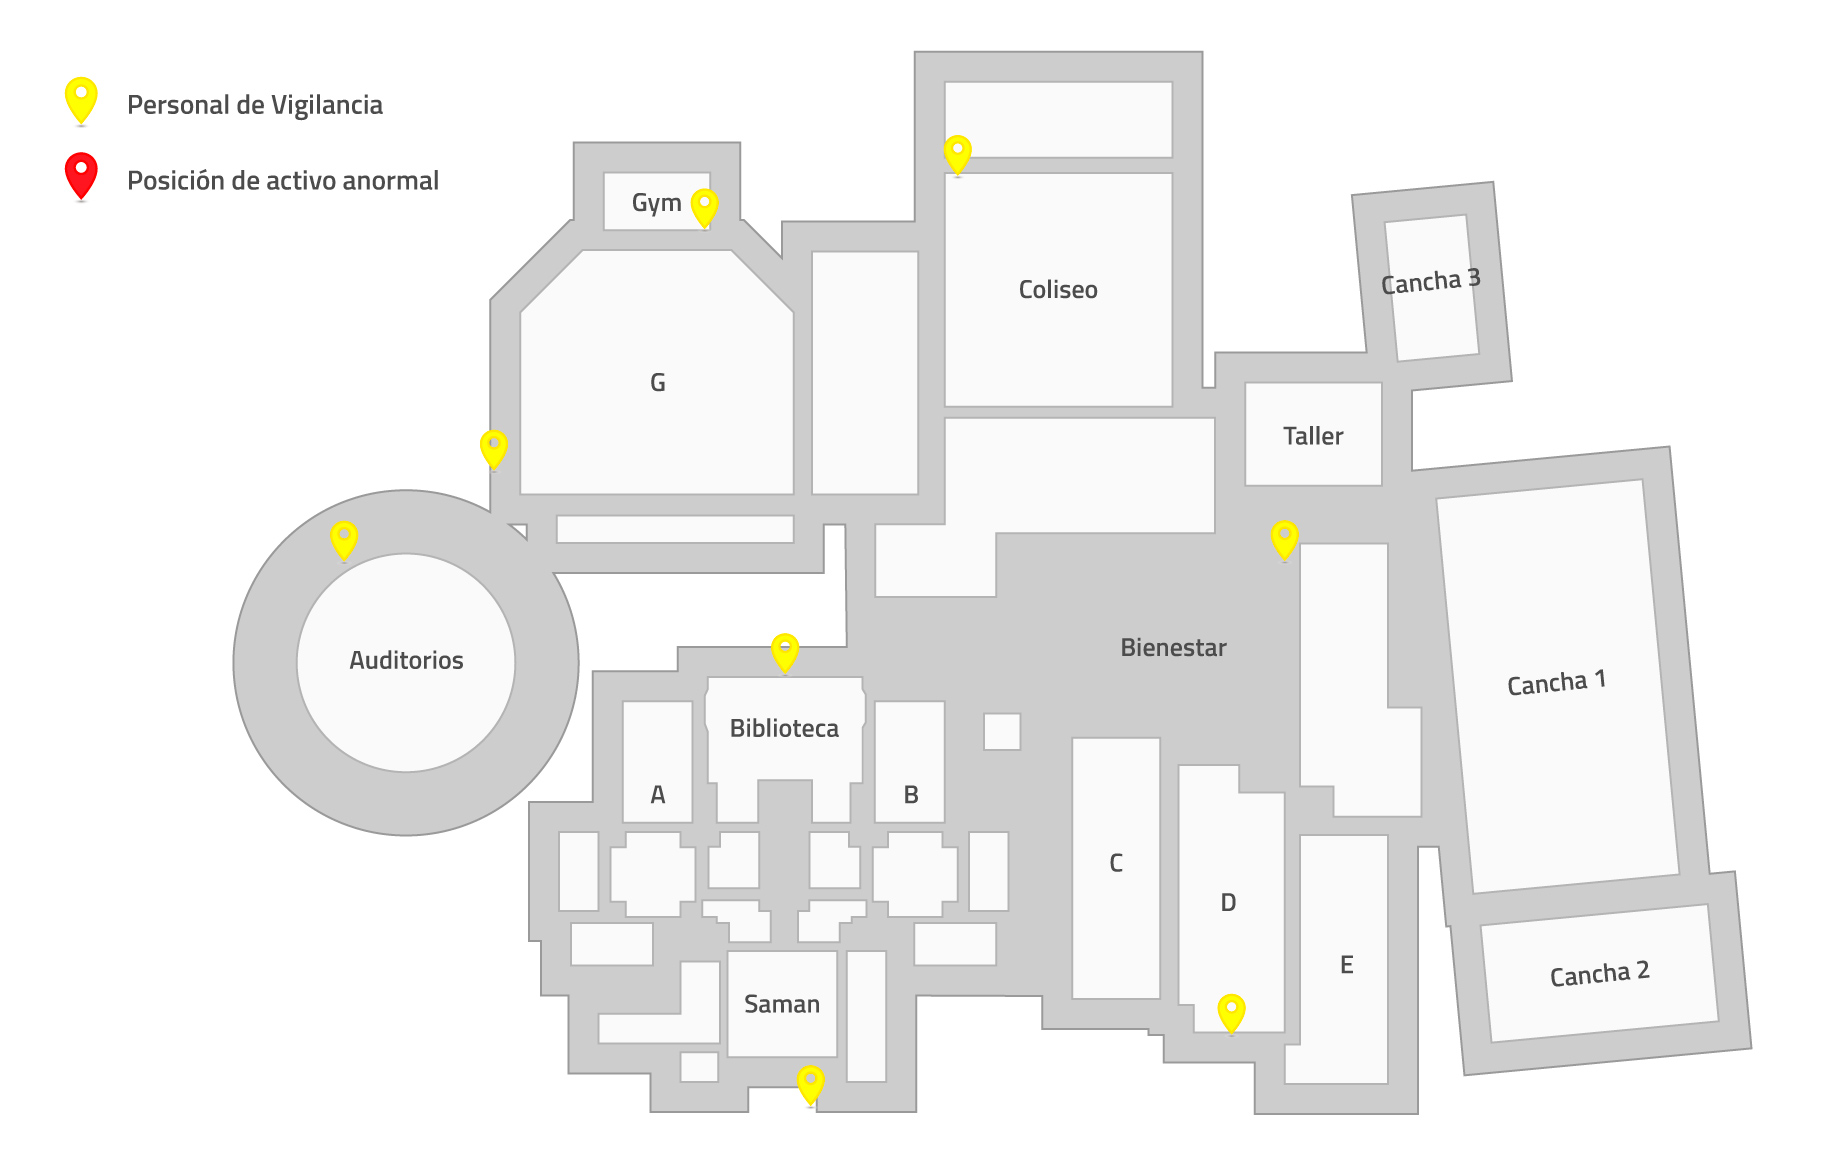 Personal de Vigilancia
Posición de activo anormal
Gym
Coliseo
Cancha 3
G
Taller
Auditorios
Bienestar
Cancha 1
Biblioteca
A
B
C
D
E
Cancha 2
Saman